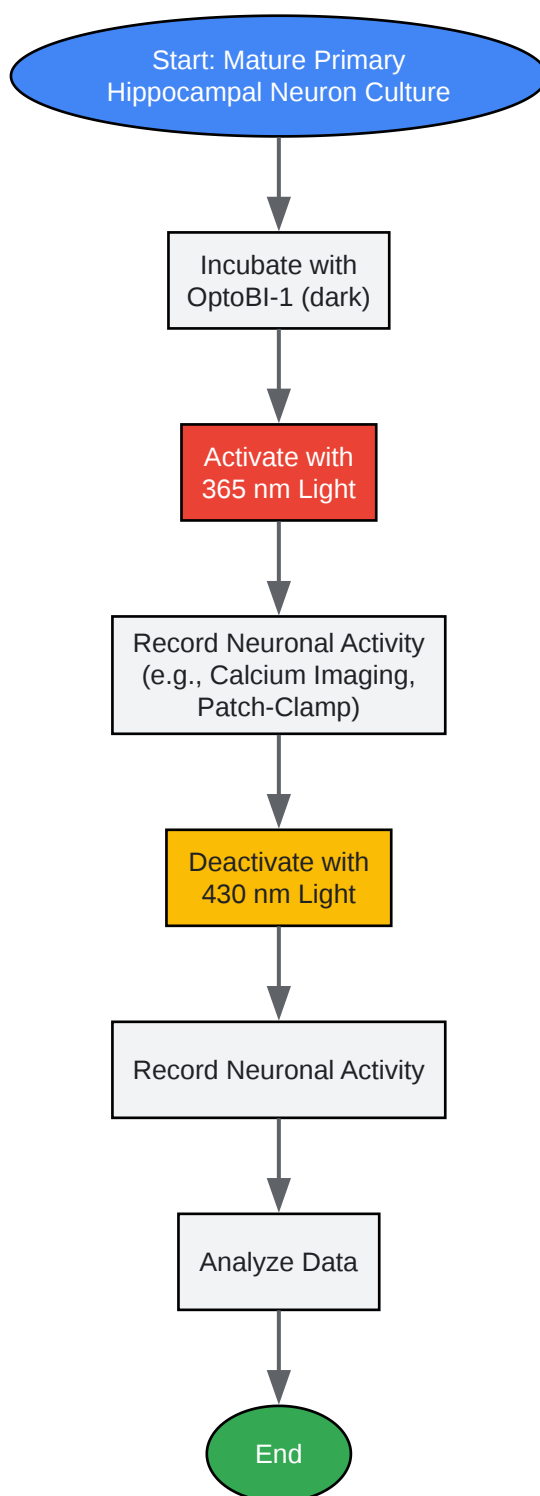 Start: Mature Primary
Hippocampal Neuron Culture
Incubate with
OptoBI-1 (dark)
Activate with
365 nm Light
Record Neuronal Activity
(e.g., Calcium Imaging,
Patch-Clamp)
Deactivate with
430 nm Light
Record Neuronal Activity
Analyze Data
End